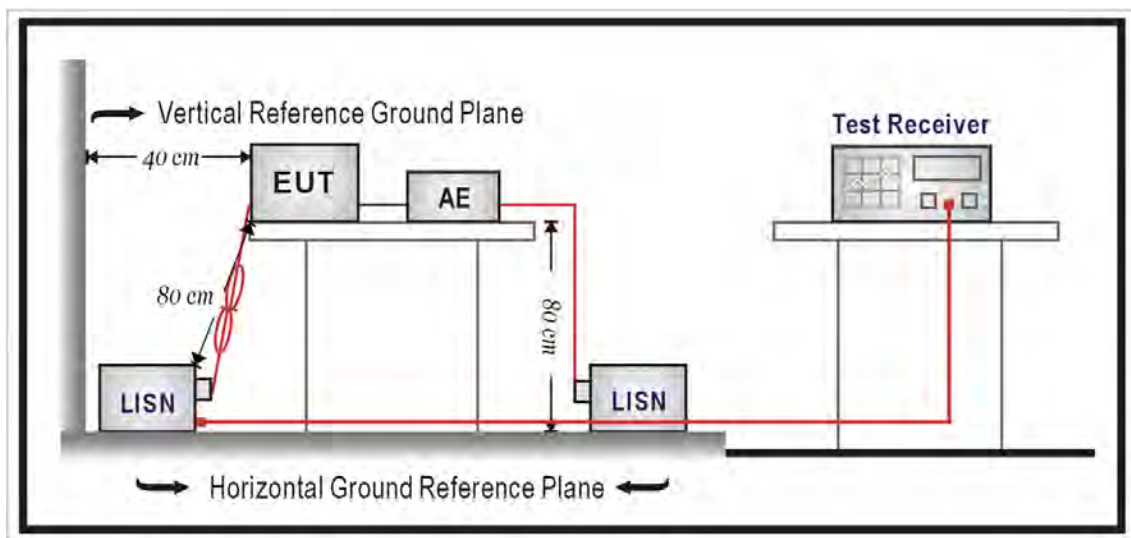 Vertical Reference Ground Plane
Test Receiver
40 cm
EUT
AE
80 cm
80 cm
LISN
LISN
Horizontal Ground Reference Plane